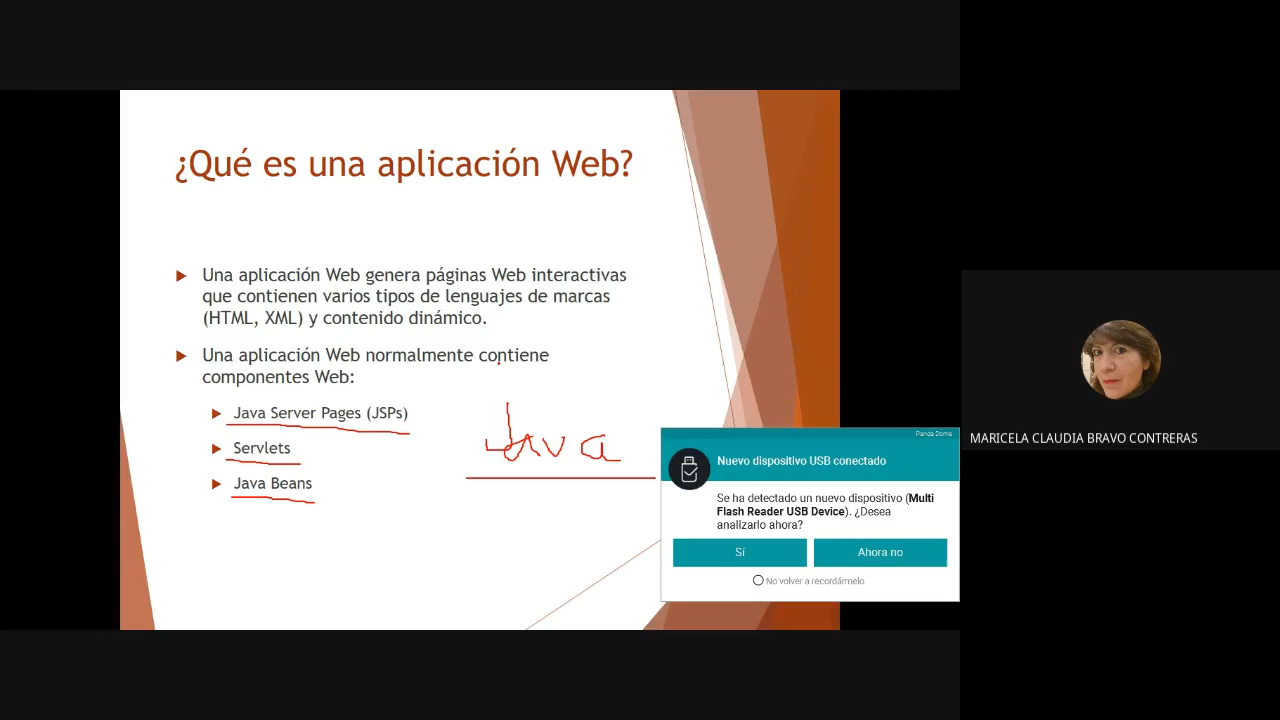 ¿Qué es una aplicación Web?
Una aplicación Web genera páginas Web interactivas
que contienen varios tipos de lenguajes de marcas
(HTML, XML) y contenido dinámico.
Una aplicación Web normalmente contiene
componentes Web:
Java Server Pages (JSPs)
Servlets
Java Beans
Java
Panda Dome
Nuevo dispositivo USB conectado
Se ha detectado un nuevo dispositivo (Multi
Flash Reader USB Device). ¿Desea
analizarlo ahora?
Sí
Ahora no
No volver a recordármelo
MARICELA CLAUDIA BRAVO CONTRERAS